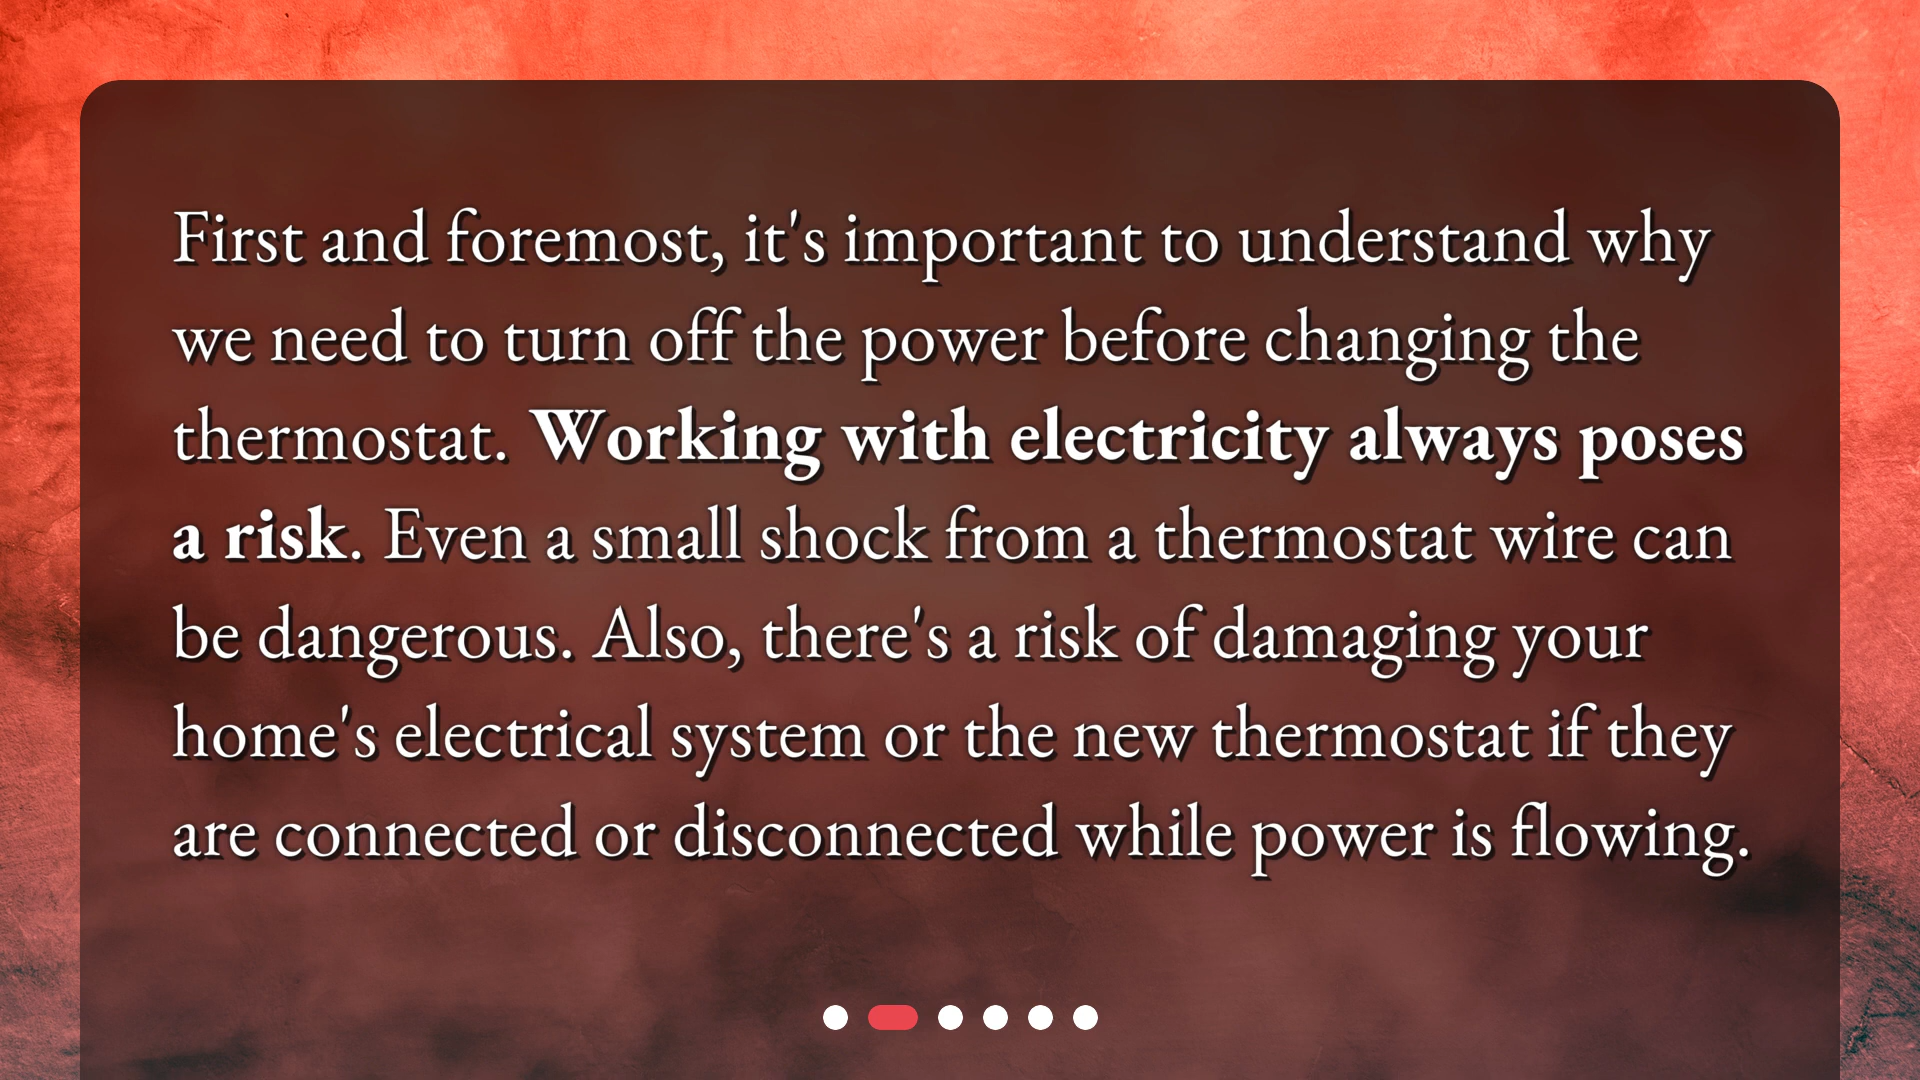 First and foremost, it's important to understand why
we need to turn off the power before changing the
thermostat. Working with electricity always poses
a risk. Even a small shock from a thermostat wire can
be dangerous. Also, there's a risk of damaging your
home's electrical system or the new thermostat if they
are connected or disconnected while power is flowing.